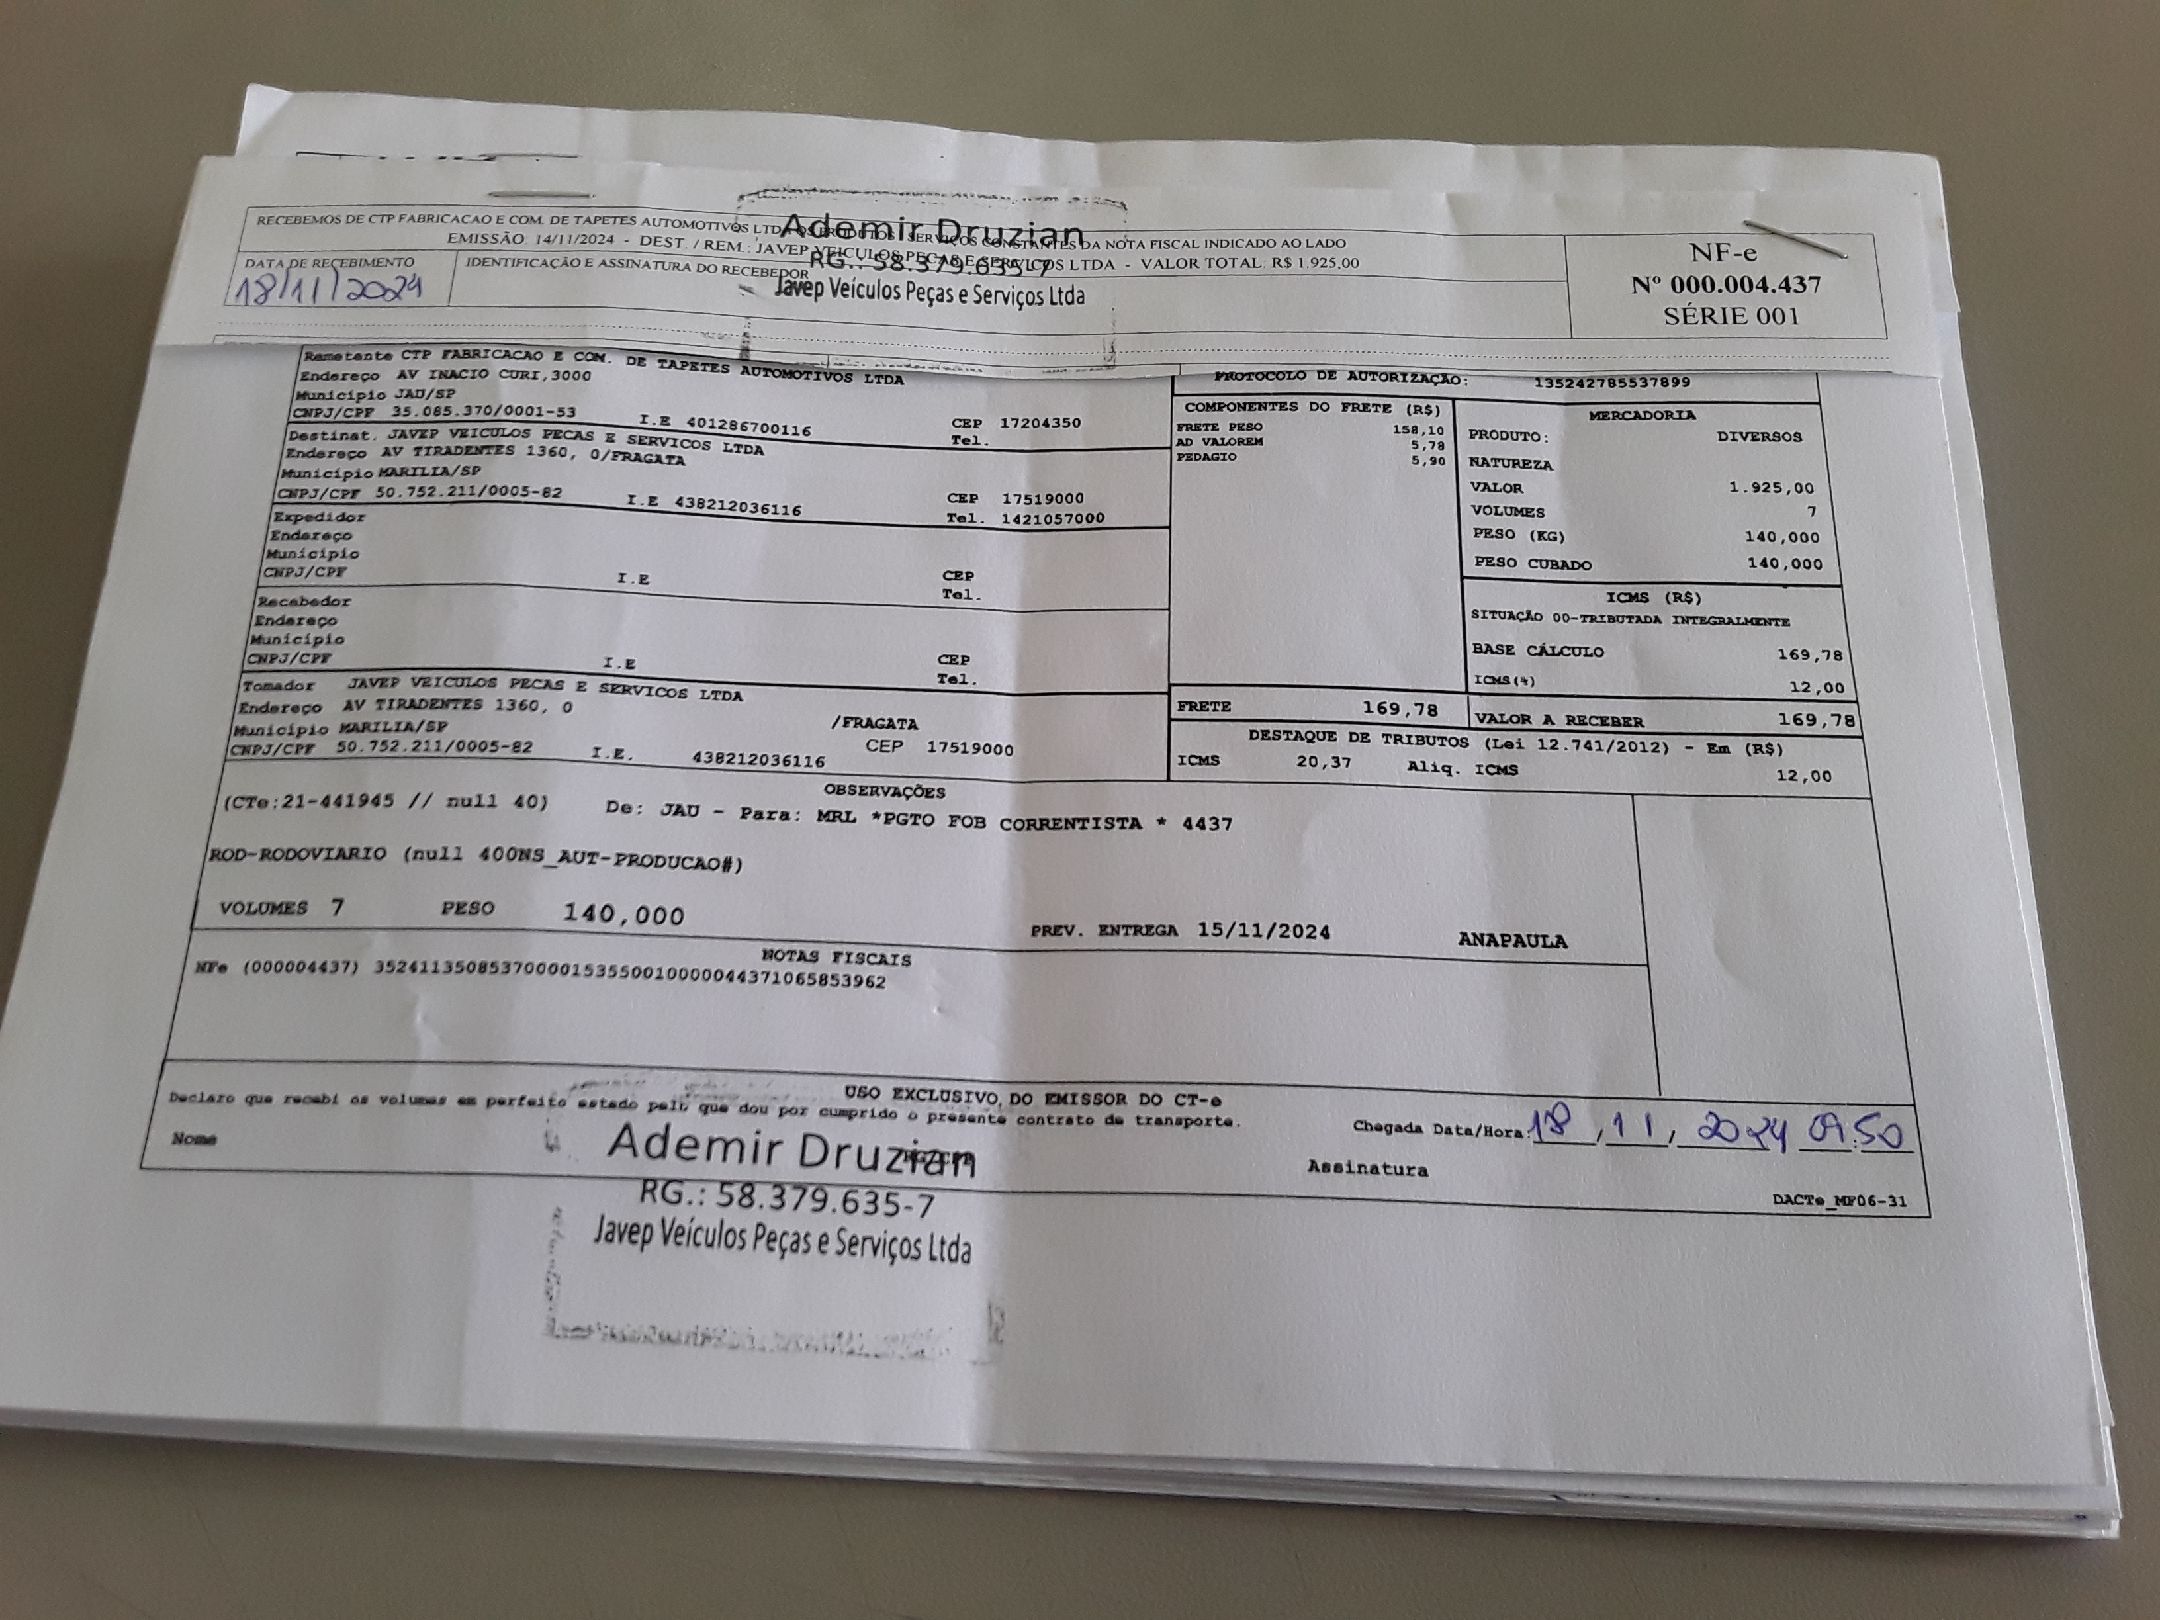 RECEBEMOS DE CTP FABRICACAO E COM. DE TAPETES AUTOMOTIVOS LTDA OS PRODUTOS / SERVIÇOS CONSTANTES DA NOTA FISCAL INDICADO AO LADO
EMISSÃO: 14/11/2024 - DEST. / REM.: JAVEP VEICULOS PECAS E SERVICOS LTDA - VALOR TOTAL: R$ 1.925,00
DATA DE RECEBIMENTO
18/11/2024
IDENTIFICAÇÃO E ASSINATURA DO RECEBEDOR
Ademir Druzian
RG.: 58.379.635-7
Javep Veículos Peças e Serviços Ltda
NF-e
Nº 000.004.437
SÉRIE 001
Remetente CTP FABRICACAO E COM. DE TAPETES AUTOMOTIVOS LTDA
Endereço AV INACIO CURI,3000
Município JAU/SP
CNPJ/CPF 35.085.370/0001-53 I.E 401286700116 CEP 17204350
Tel.
Destinat. JAVEP VEICULOS PECAS E SERVICOS LTDA
Endereço AV TIRADENTES 1360, 0/FRAGATA
Município MARILIA/SP
CNPJ/CPF 50.752.211/0005-82 I.E 438212036116 CEP 17519000
Tel. 1421057000
Expedidor
Endereço
Município
CNPJ/CPF I.E CEP
Tel.
Recebedor
Endereço
Município
CNPJ/CPF I.E CEP
Tel.
Tomador JAVEP VEICULOS PECAS E SERVICOS LTDA
Endereço AV TIRADENTES 1360, 0 /FRAGATA
Município MARILIA/SP
CNPJ/CPF 50.752.211/0005-82 I.E. 438212036116 CEP 17519000
PROTOCOLO DE AUTORIZAÇÃO: 135242785537899
COMPONENTES DO FRETE (R$)
FRETE PESO 158,10
AD VALOREM 5,78
PEDAGIO 5,90
MERCADORIA
PRODUTO: DIVERSOS
NATUREZA
VALOR 1.925,00
VOLUMES 7
PESO (KG) 140,000
PESO CUBADO 140,000
ICMS (R$)
SITUAÇÃO 00-TRIBUTADA INTEGRALMENTE
BASE CÁLCULO 169,78
ICMS(%) 12,00
FRETE 169,78 VALOR A RECEBER 169,78
DESTAQUE DE TRIBUTOS (Lei 12.741/2012) - Em (R$)
ICMS 20,37 Aliq. ICMS 12,00
OBSERVAÇÕES
(CTe:21-441945 // null 40) De: JAU - Para: MRL *PGTO FOB CORRENTISTA * 4437
ROD-RODOVIARIO (null 400NS_AUT-PRODUCAO#)
VOLUMES 7 PESO 140,000
PREV. ENTREGA 15/11/2024 ANAPAULA
NOTAS FISCAIS
NFe (000004437) 35241135085370000153550010000044371065853962
USO EXCLUSIVO DO EMISSOR DO CT-e
Declaro que recebi os volumes em perfeito estado pelo que dou por cumprido o presente contrato de transporte.
Nome
Chegada Data/Hora: 18, 11, 2024 09:50
Assinatura
DACTe_MF06-31
Ademir Druzian
RG.: 58.379.635-7
Javep Veículos Peças e Serviços Ltda